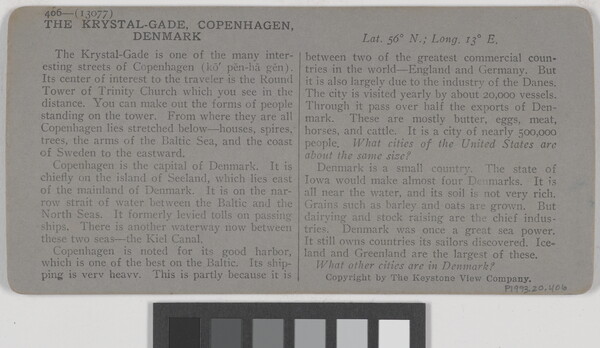 406—(13077)
THE KRYSTAL-GADE, COPENHAGEN,
DENMARK
The Krystal-Gade is one of the many inter-
esting streets of Copenhagen (kō´ pĕn-hā gĕn).
Its center of interest to the traveler is the Round
Tower of Trinity Church which you see in the
distance. You can make out the forms of people
standing on the tower. From where they are all
Copenhagen lies stretched below—houses, spires,
trees, the arms of the Baltic Sea, and the coast
of Sweden to the eastward.
Copenhagen is the capital of Denmark. It is
chiefly on the island of Seeland, which lies east
of the mainland of Denmark. It is on the nar-
row strait of water between the Baltic and the
North Seas. It formerly levied tolls on passing
ships. There is another waterway now between
these two seas—the Kiel Canal.
Copenhagen is noted for its good harbor,
which is one of the best on the Baltic. Its ship-
ping is very heavy. This is partly because it is
Lat. 56° N.; Long. 13° E.
between two of the greatest commercial coun-
tries in the world—England and Germany. But
it is also largely due to the industry of the Danes.
The city is visited yearly by about 20,000 vessels.
Through it pass over half the exports of Den-
mark. These are mostly butter, eggs, meat,
horses, and cattle. It is a city of nearly 500,000
people. What cities of the United States are
about the same size?
Denmark is a small country. The state of
Iowa would make almost four Denmarks. It is
all near the water, and its soil is not very rich.
Grains such as barley and oats are grown. But
dairying and stock raising are the chief indus-
tries. Denmark was once a great sea power.
It still owns countries its sailors discovered. Ice-
land and Greenland are the largest of these.
What other cities are in Denmark?
Copyright by The Keystone View Company.
P1998.20.406